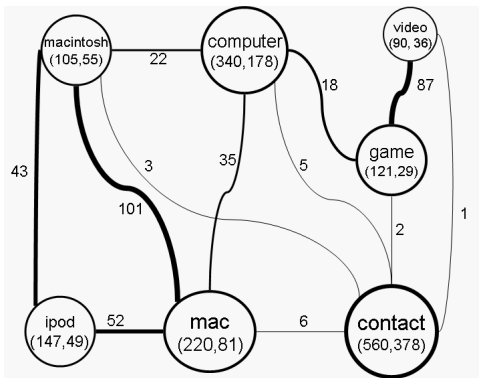 macintosh
(105,55)
22
computer
(340,178)
video
(90, 36)
18
87
game
(121,29)
43
3
35
5
101
2
1
ipod
(147,49)
52
mac
(220,81)
6
contact
(560,378)